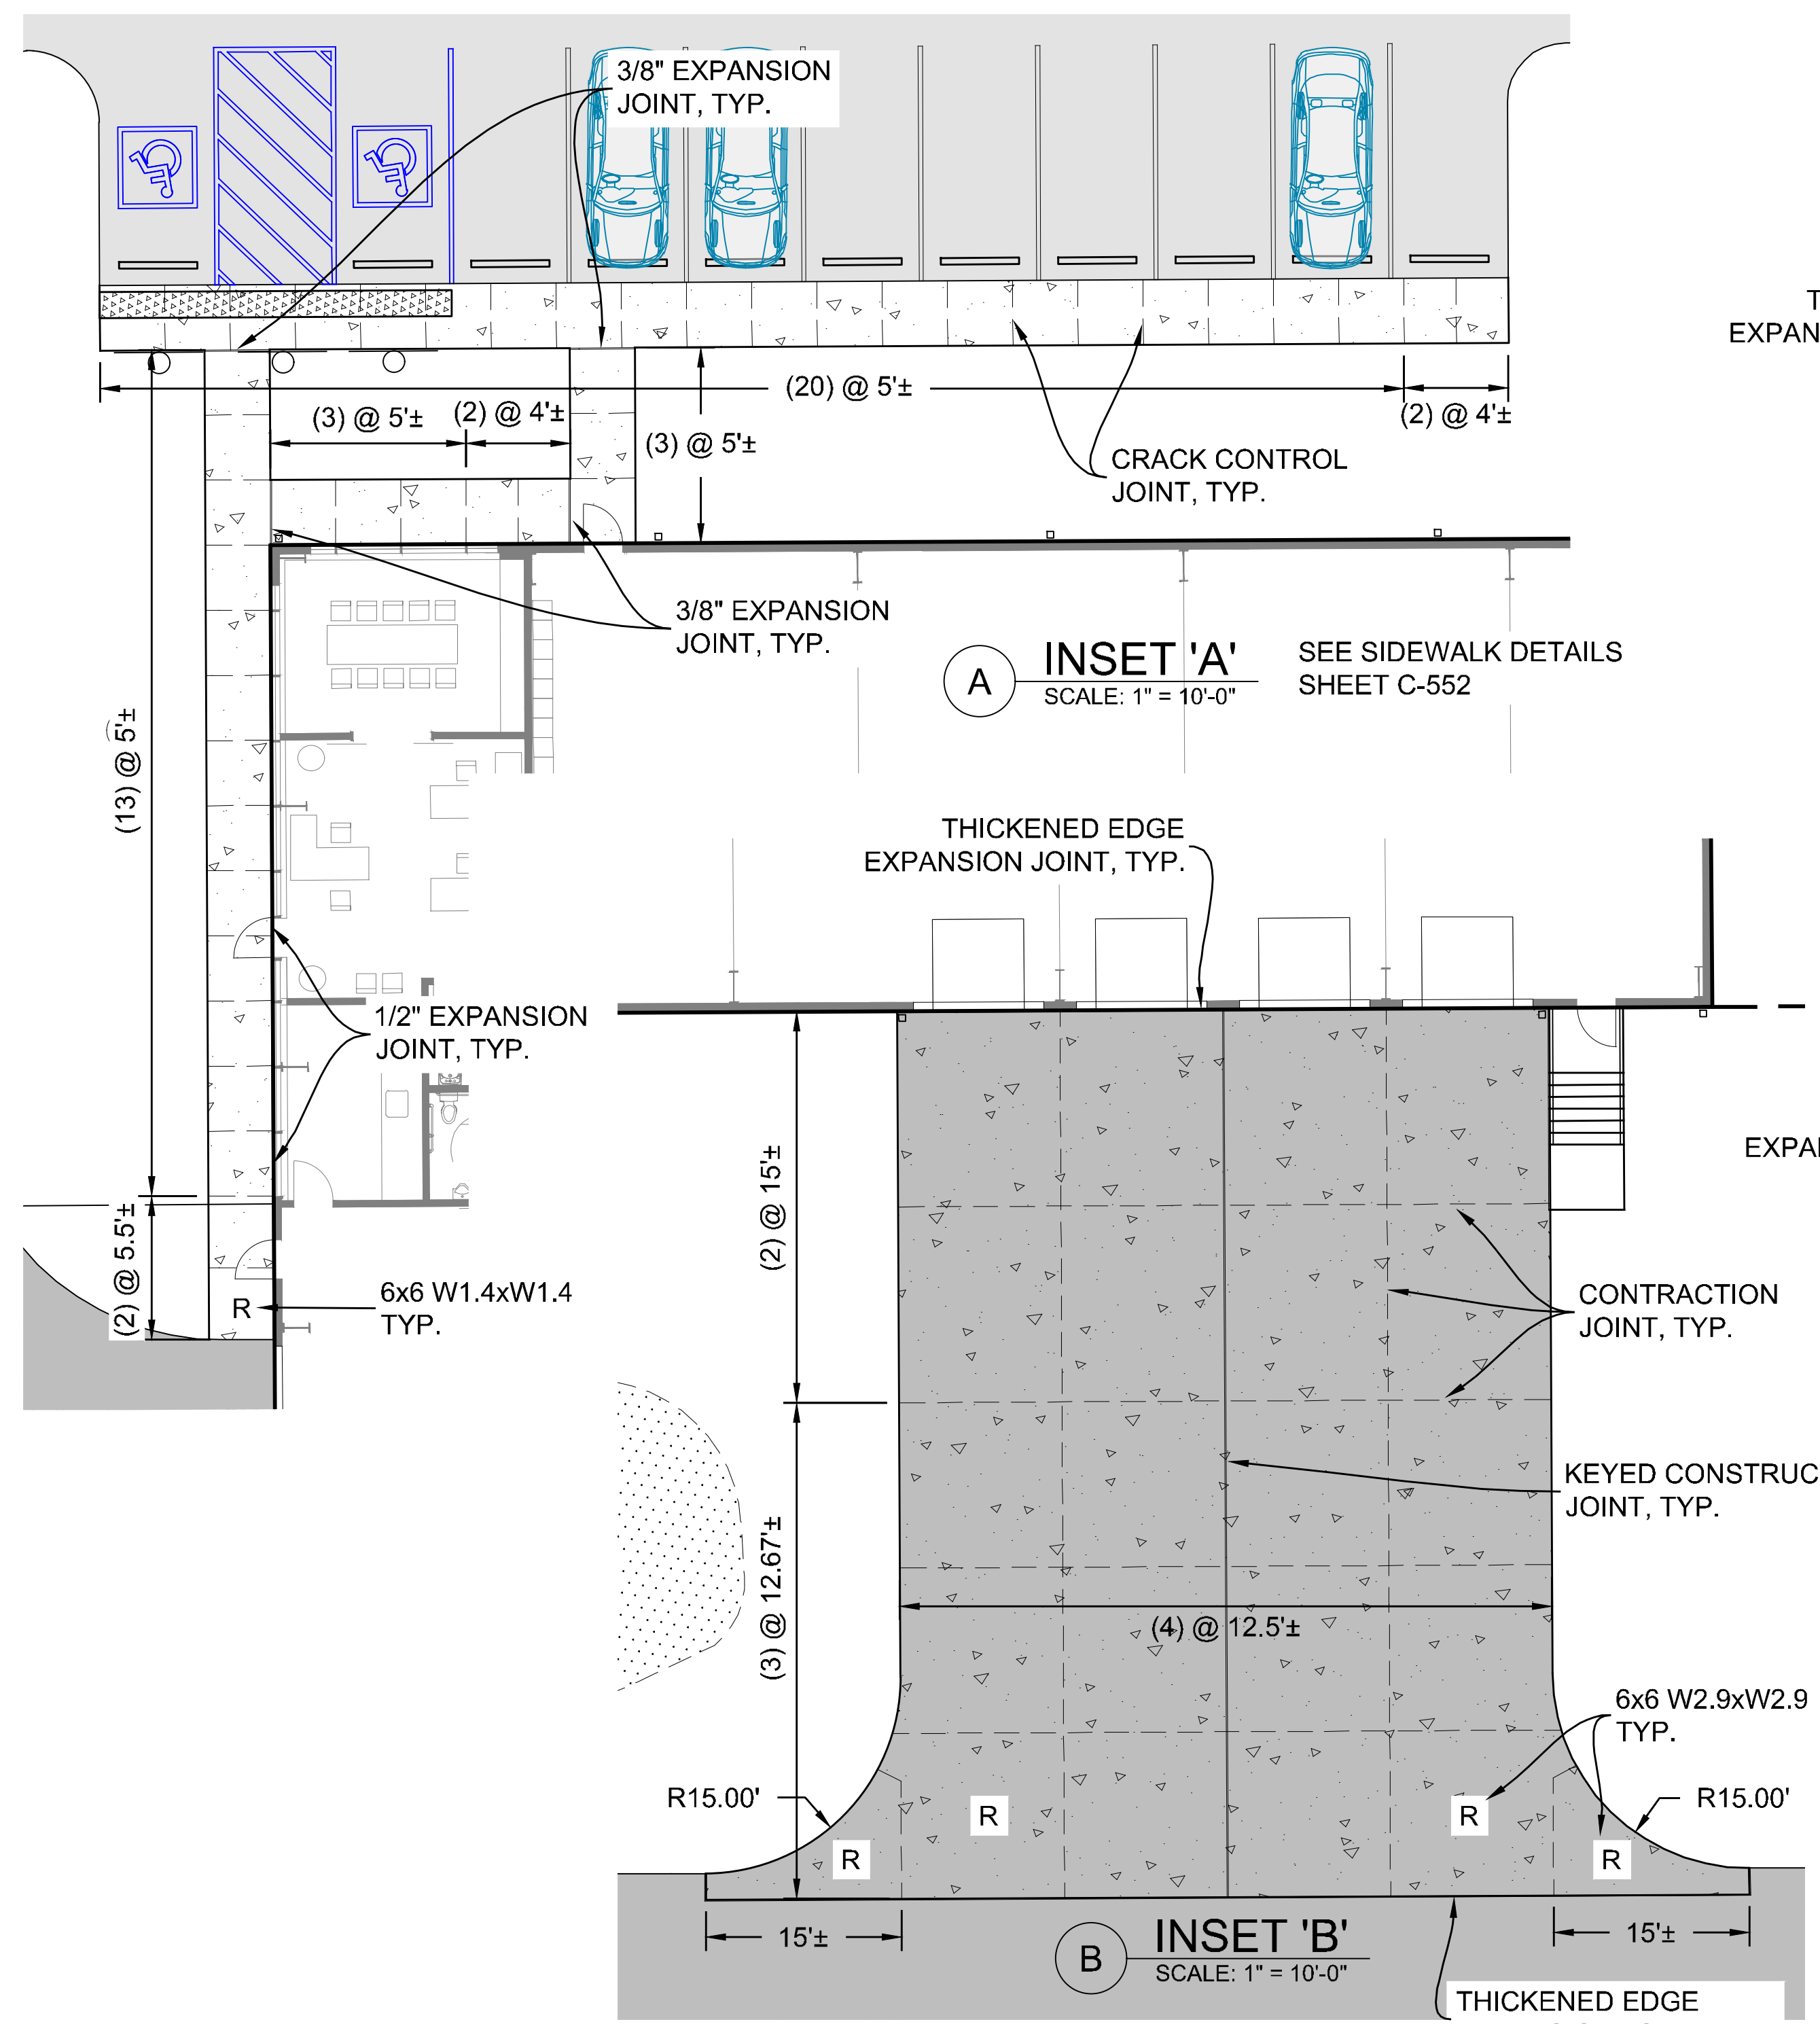 3/8" EXPANSION
JOINT, TYP.
T
EXPAN
(20) @ 5'±
(3) @ 5'±
(2) @ 4'±
(2) @ 4'±
(3) @ 5'±
CRACK CONTROL
JOINT, TYP.
3/8" EXPANSION
JOINT, TYP.
A
INSET 'A'
SCALE: 1" = 10'-0"
SEE SIDEWALK DETAILS
SHEET C-552
(13) @ 5'±
THICKENED EDGE
EXPANSION JOINT, TYP.
1/2" EXPANSION
JOINT, TYP.
(2) @ 15'±
EXPAN
(2) @ 5.5'±
R
6x6 W1.4xW1.4
TYP.
CONTRACTION
JOINT, TYP.
KEYED CONSTRUC
JOINT, TYP.
(3) @ 12.67'±
(4) @ 12.5'±
6x6 W2.9xW2.9
TYP.
R15.00'
R15.00'
R
R
R
R
15'±
15'±
B
INSET 'B'
SCALE: 1" = 10'-0"
THICKENED EDGE